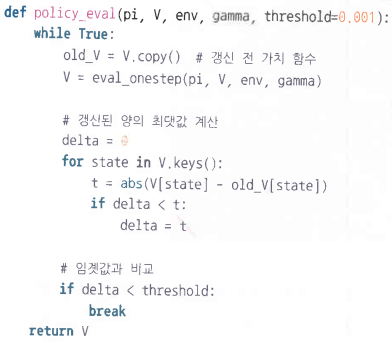 def policy_eval(pi, V, env, gamma, threshold=0.001):
    while True:
        old_V = V.copy()  # 갱신 전 가치 함수
        V = eval_onestep(pi, V, env, gamma)

        # 갱신된 양의 최댓값 계산
        delta = 0
        for state in V.keys():
            t = abs(V[state] - old_V[state])
            if delta < t:
                delta = t

        # 임곗값과 비교
        if delta < threshold:
            break
    return V